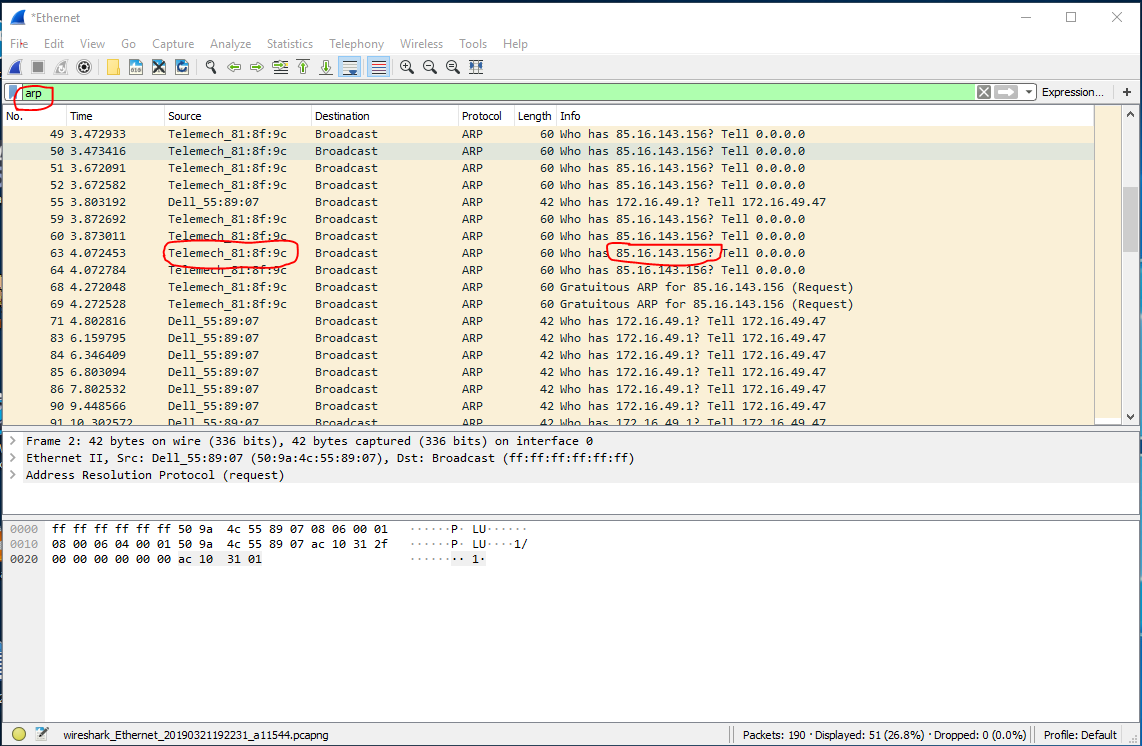 *Ethernet
File Edit View Go Capture Analyze Statistics Telephony Wireless Tools Help
arp Expression... +
No. Time Source Destination Protocol Length Info
49 3.472933 Telemech_81:8f:9c Broadcast ARP 60 Who has 85.16.143.156? Tell 0.0.0.0
50 3.473416 Telemech_81:8f:9c Broadcast ARP 60 Who has 85.16.143.156? Tell 0.0.0.0
51 3.672091 Telemech_81:8f:9c Broadcast ARP 60 Who has 85.16.143.156? Tell 0.0.0.0
52 3.672582 Telemech_81:8f:9c Broadcast ARP 60 Who has 85.16.143.156? Tell 0.0.0.0
55 3.803192 Dell_55:89:07 Broadcast ARP 42 Who has 172.16.49.1? Tell 172.16.49.47
59 3.872692 Telemech_81:8f:9c Broadcast ARP 60 Who has 85.16.143.156? Tell 0.0.0.0
60 3.873011 Telemech_81:8f:9c Broadcast ARP 60 Who has 85.16.143.156? Tell 0.0.0.0
63 4.072453 Telemech_81:8f:9c Broadcast ARP 60 Who has 85.16.143.156? Tell 0.0.0.0
64 4.072784 Telemech_81:8f:9c Broadcast ARP 60 Who has 85.16.143.156? Tell 0.0.0.0
68 4.272048 Telemech_81:8f:9c Broadcast ARP 60 Gratuitous ARP for 85.16.143.156 (Request)
69 4.272528 Telemech_81:8f:9c Broadcast ARP 60 Gratuitous ARP for 85.16.143.156 (Request)
71 4.802816 Dell_55:89:07 Broadcast ARP 42 Who has 172.16.49.1? Tell 172.16.49.47
83 6.159795 Dell_55:89:07 Broadcast ARP 42 Who has 172.16.49.1? Tell 172.16.49.47
84 6.346409 Dell_55:89:07 Broadcast ARP 42 Who has 172.16.49.1? Tell 172.16.49.47
85 6.803094 Dell_55:89:07 Broadcast ARP 42 Who has 172.16.49.1? Tell 172.16.49.47
86 7.802532 Dell_55:89:07 Broadcast ARP 42 Who has 172.16.49.1? Tell 172.16.49.47
90 9.448566 Dell_55:89:07 Broadcast ARP 42 Who has 172.16.49.1? Tell 172.16.49.47
91 10.302572 Dell_55:89:07 Broadcast ARP 42 Who has 172.16.49.1? Tell 172.16.49.47
Frame 2: 42 bytes on wire (336 bits), 42 bytes captured (336 bits) on interface 0
Ethernet II, Src: Dell_55:89:07 (50:9a:4c:55:89:07), Dst: Broadcast (ff:ff:ff:ff:ff:ff)
Address Resolution Protocol (request)
0000 ff ff ff ff ff ff 50 9a 4c 55 89 07 08 06 00 01 ······P· LU······
0010 08 00 06 04 00 01 50 9a 4c 55 89 07 ac 10 31 2f ······P· LU····1/
0020 00 00 00 00 00 00 ac 10 31 01 ········ 1·
wireshark_Ethernet_20190321192231_a11544.pcapng Packets: 190 · Displayed: 51 (26.8%) · Dropped: 0 (0.0%) Profile: Default